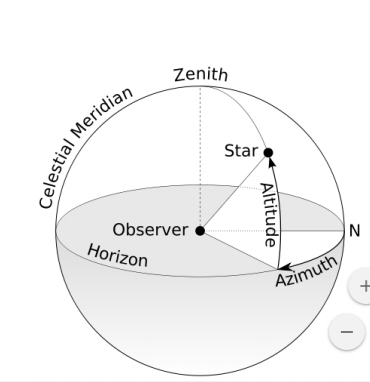 Zenith
Celestial Meridian
Star
Altitude
Observer
N
Horizon
Azimuth
+
−